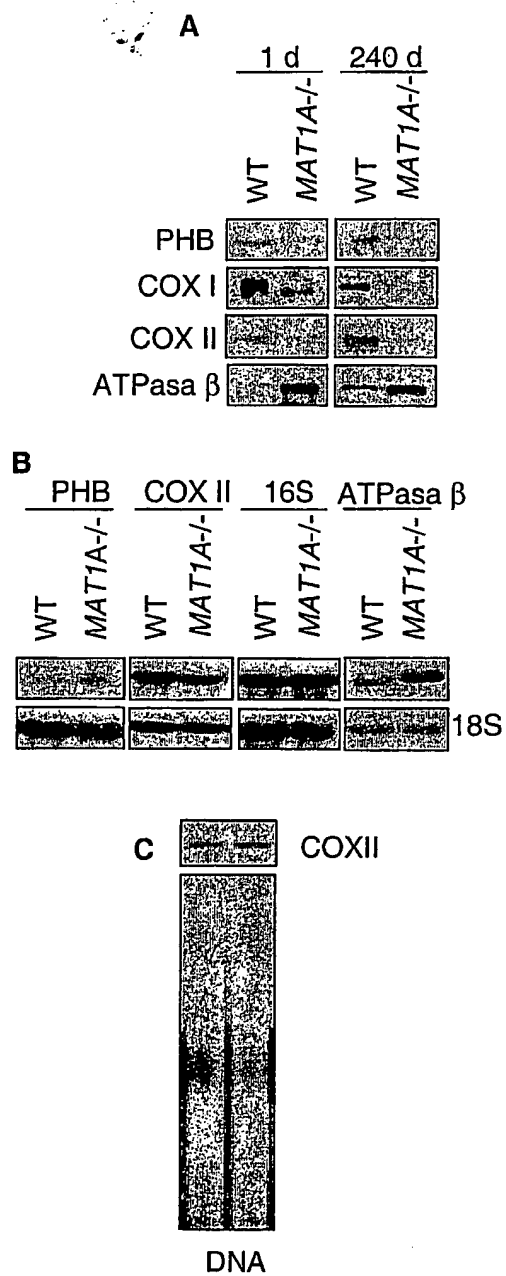 A
1 d 240 d
WT MAT1A-/- WT MAT1A-/-
PHB
COX I
COX II
ATPasa β
B
PHB COX II 16S ATPasa β
WT MAT1A-/- WT MAT1A-/- WT MAT1A-/- WT MAT1A-/-
18S
C COXII
DNA